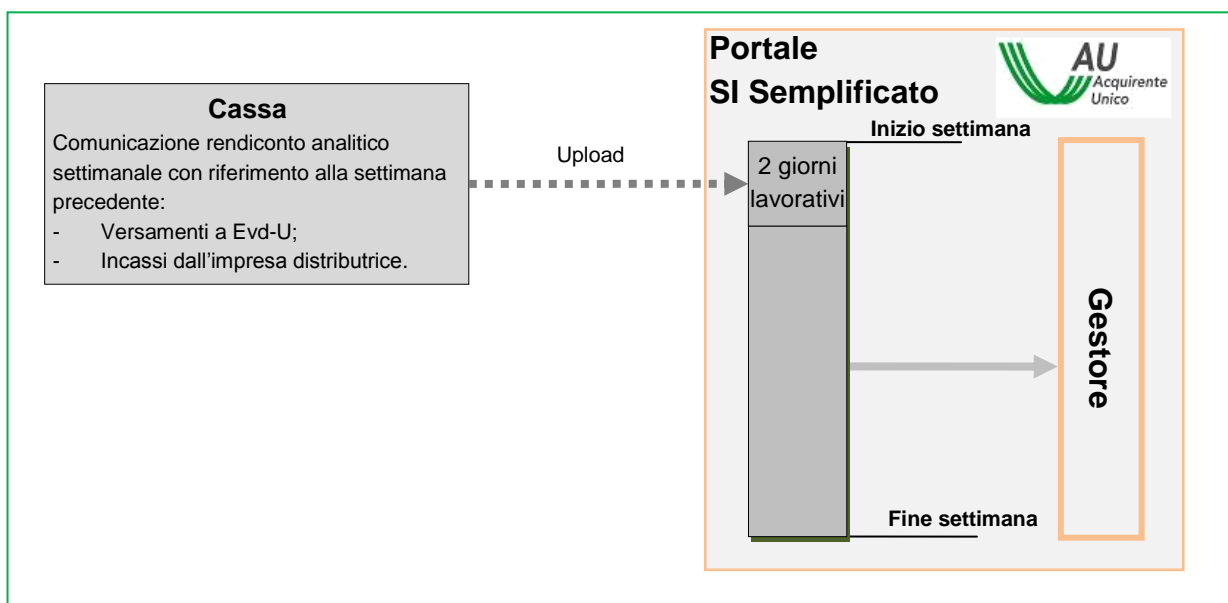 Cassa
Comunicazione rendiconto analitico
settimanale con riferimento alla settimana
precedente:
- Versamenti a Evd-U;
- Incassi dall'impresa distributrice.
Upload
Portale
SI Semplificato
AU
Acquirente
Unico
Inizio settimana
2 giorni
lavorativi
Gestore
Fine settimana